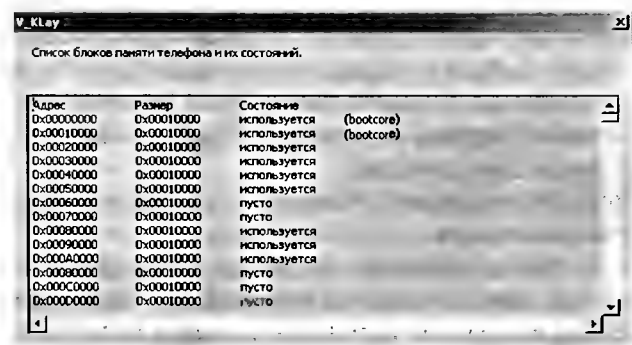 V_KLay
Список блоков памяти телефона и их состояний.
Адрес Размер Состояние
0x00000000 0x00010000 используется (bootcore)
0x00010000 0x00010000 используется (bootcore)
0x00020000 0x00010000 используется
0x00030000 0x00010000 используется
0x00040000 0x00010000 используется
0x00050000 0x00010000 используется
0x00060000 0x00010000 пусто
0x00070000 0x00010000 пусто
0x00080000 0x00010000 используется
0x00090000 0x00010000 используется
0x000A0000 0x00010000 используется
0x000B0000 0x00010000 пусто
0x000C0000 0x00010000 пусто
0x000D0000 0x00010000 пусто